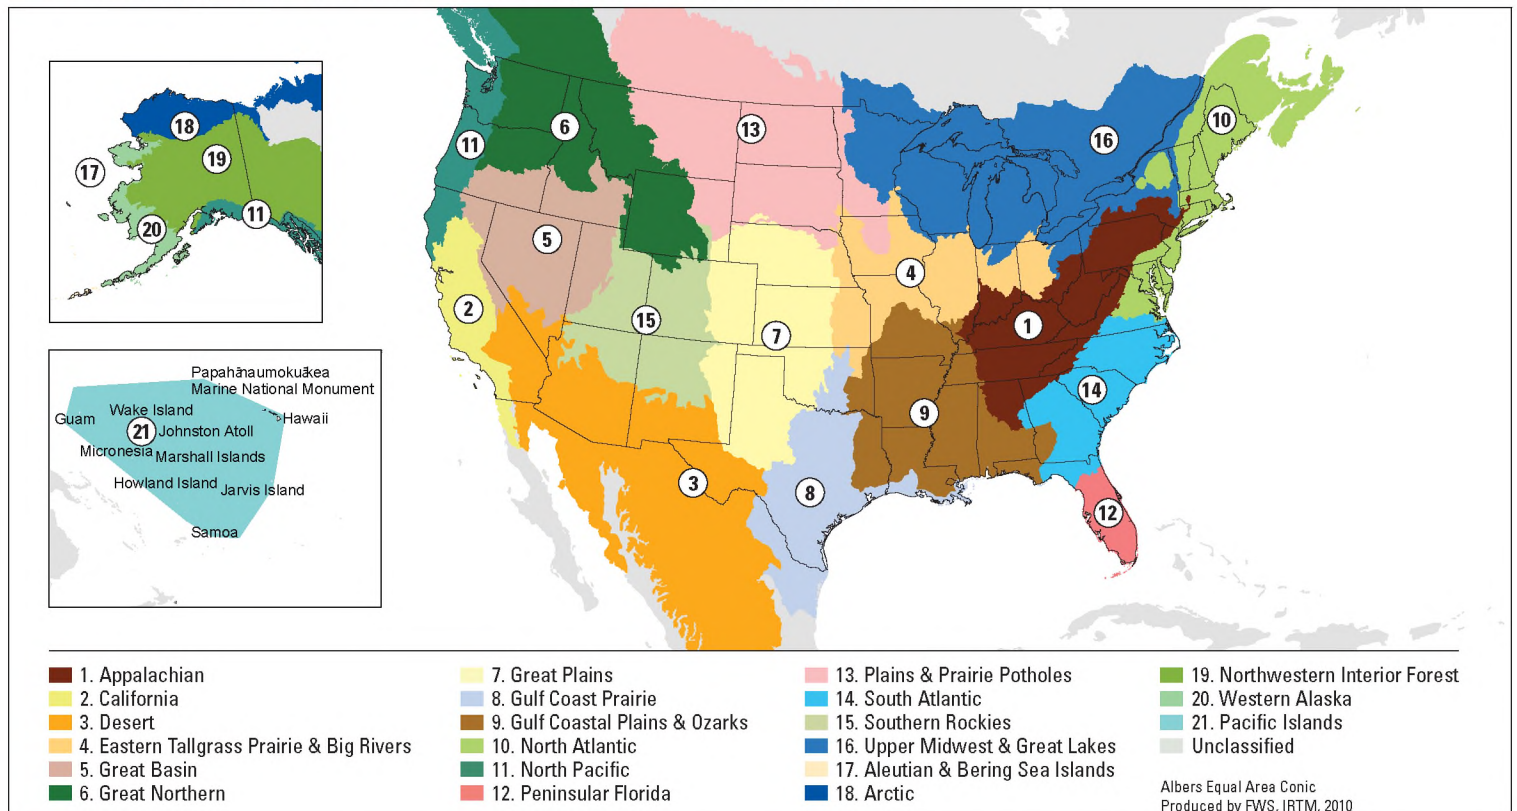 18
19
17
11
20
Papahānaumokuākea
Marine National Monument
Wake Island
Guam
Hawaii
21
Johnston Atoll
Micronesia
Marshall Islands
Howland Island
Jarvis Island
Samoa
13
6
11
10
16
5
4
2
15
1
7
14
9
3
8
12
1. Appalachian
2. California
3. Desert
4. Eastern Tallgrass Prairie & Big Rivers
5. Great Basin
6. Great Northern
7. Great Plains
8. Gulf Coast Prairie
9. Gulf Coastal Plains & Ozarks
10. North Atlantic
11. North Pacific
12. Peninsular Florida
13. Plains & Prairie Potholes
14. South Atlantic
15. Southern Rockies
16. Upper Midwest & Great Lakes
17. Aleutian & Bering Sea Islands
18. Arctic
19. Northwestern Interior Forest
20. Western Alaska
21. Pacific Islands
Unclassified
Albers Equal Area Conic
Produced by FWS, IRTM, 2010